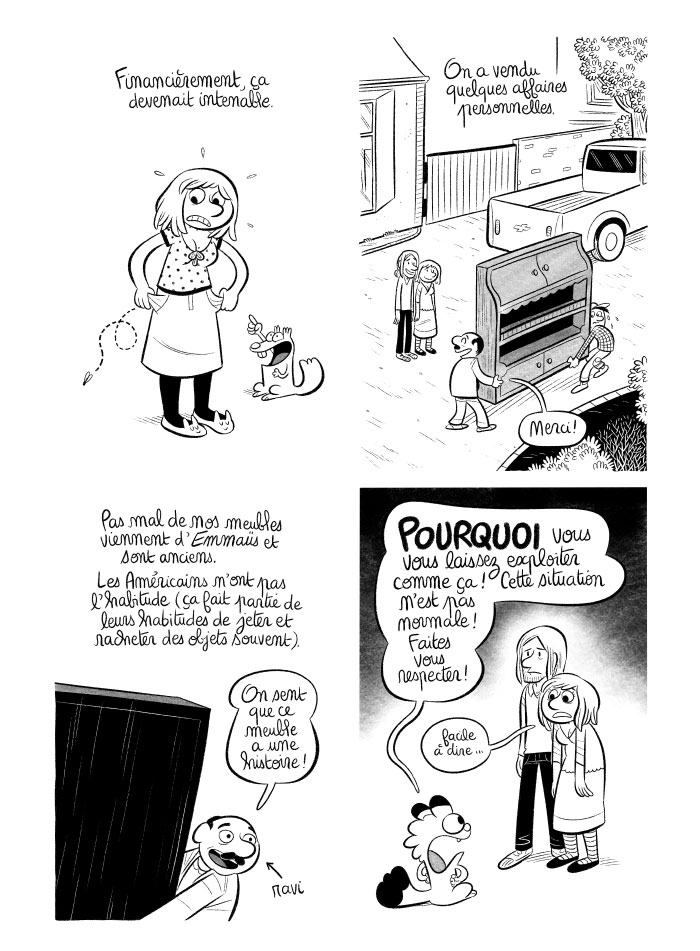 Financièrement, ça
devenait intenable.
On a vendu
quelques affaires
personnelles.
Merci!
Pas mal de nos meubles
viennent d'Emmaüs et
sont anciens.
Les Américains n'ont pas
l'habitude (ça fait partie de
leurs habitudes de jeter et
racheter des objets souvent).
On sent
que ce
meuble
a une
histoire!
ravi
POURQUOI vous
vous laissez exploiter
comme ça! Cette situation
n'est pas
normale!
Faites
vous
respecter!
facile
à dire...